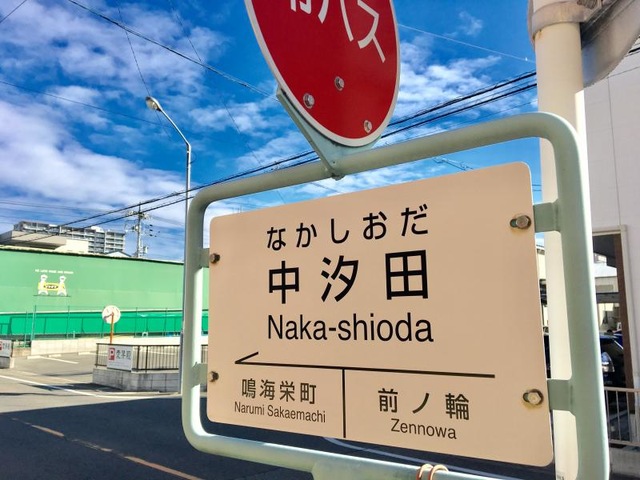 市バス
なかしおだ
中汐田
Naka-shioda
鳴海栄町
Narumi Sakaemachi
前ノ輪
Zennowa